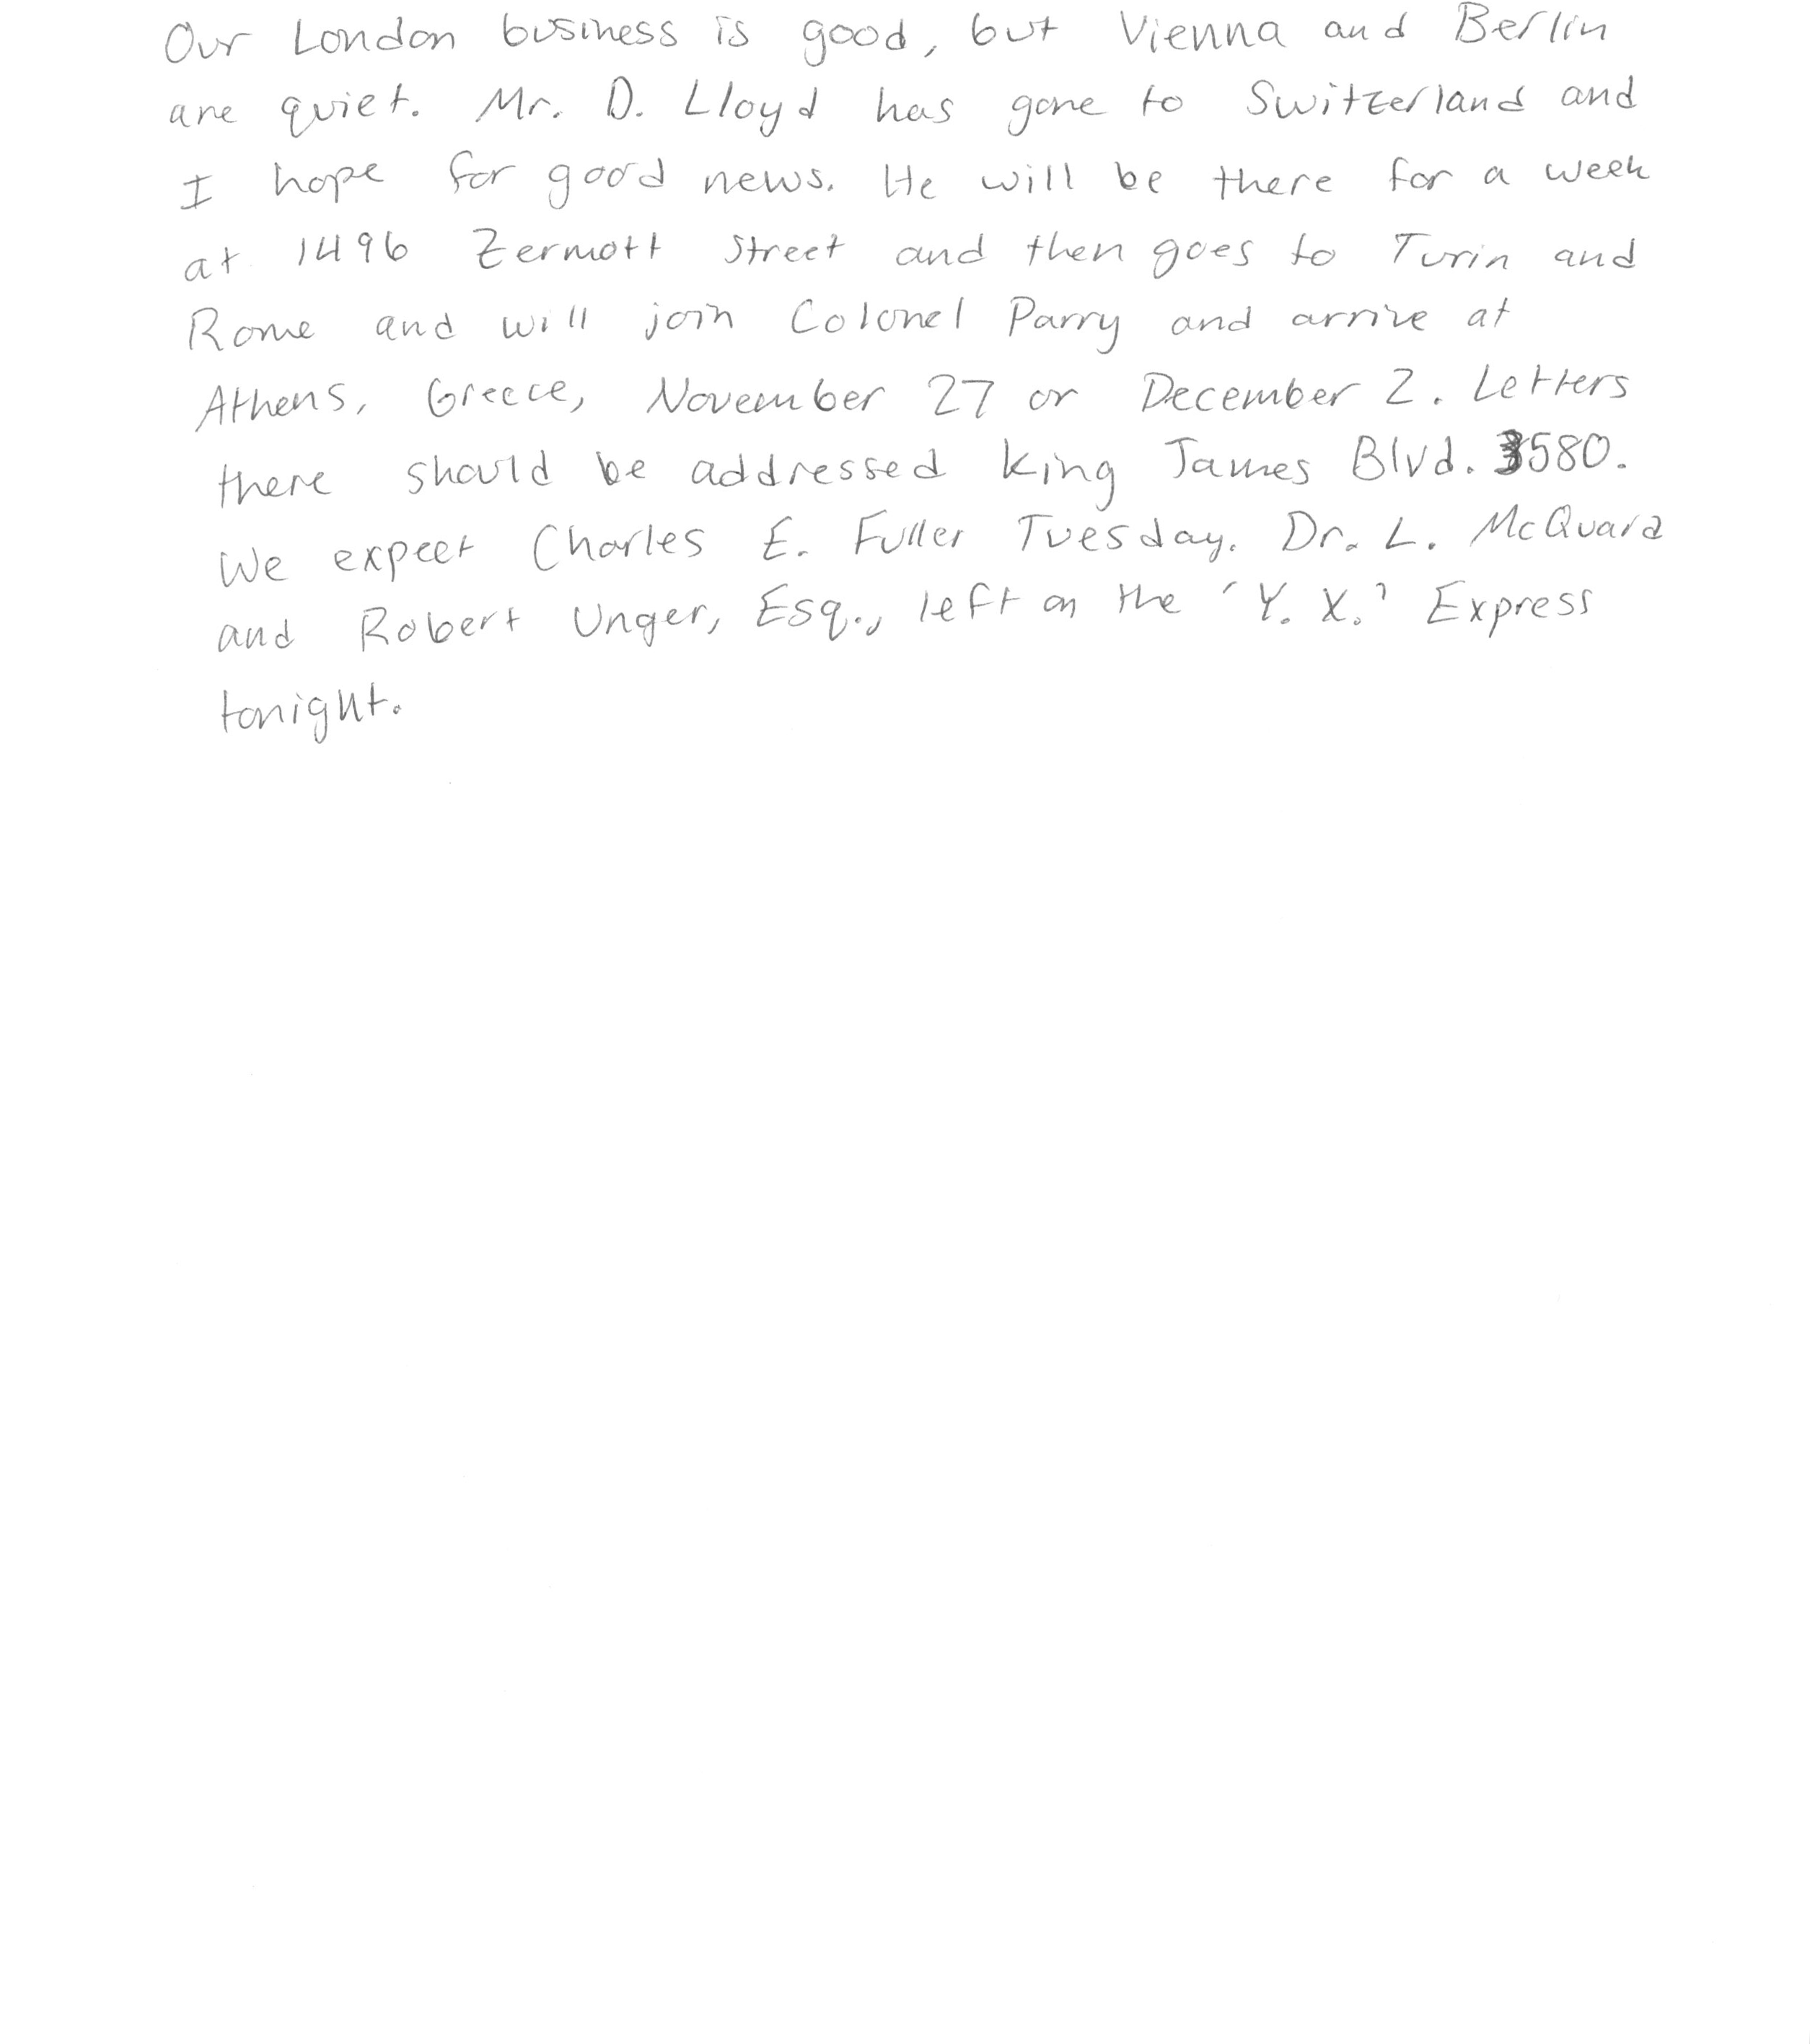 Our London business is good, but Vienna and Berlin
are quiet. Mr. D. Lloyd has gone to Switzerland and
I hope for good news. He will be there for a week
at 1496 Zermott Street and then goes to Turin and
Rome and will join Colonel Parry and arrive at
Athens, Greece, November 27 or December 2. Letters
there should be addressed King James Blvd. 3580.
We expect Charles E. Fuller Tuesday. Dr. L. McQuard
and Robert Unger, Esq., left on the 'Y. X.' Express
tonight.